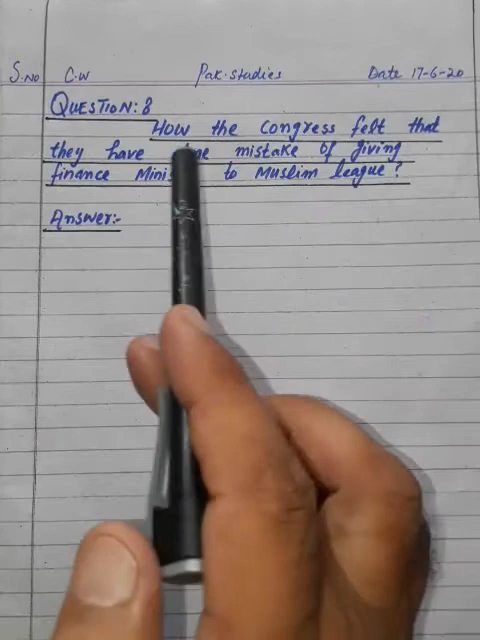 S.No C.W Pak.studies Date 17-6-20
QUESTION: 8
How the Congress felt that
they have mistake of giving
finance to Muslim league?
Answer:-